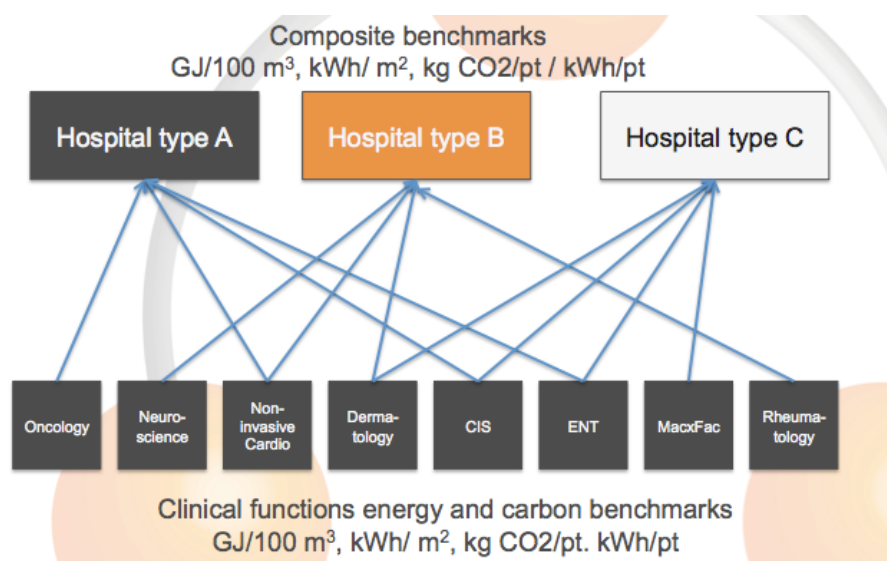 Composite benchmarks
GJ/100 m³, kWh/ m², kg CO2/pt / kWh/pt
Hospital type A
Hospital type B
Hospital type C
Oncology
Neuro-
science
Non-
invasive
Cardio
Derma-
tology
CIS
ENT
MacxFac
Rheuma-
tology
Clinical functions energy and carbon benchmarks
GJ/100 m³, kWh/ m², kg CO2/pt. kWh/pt